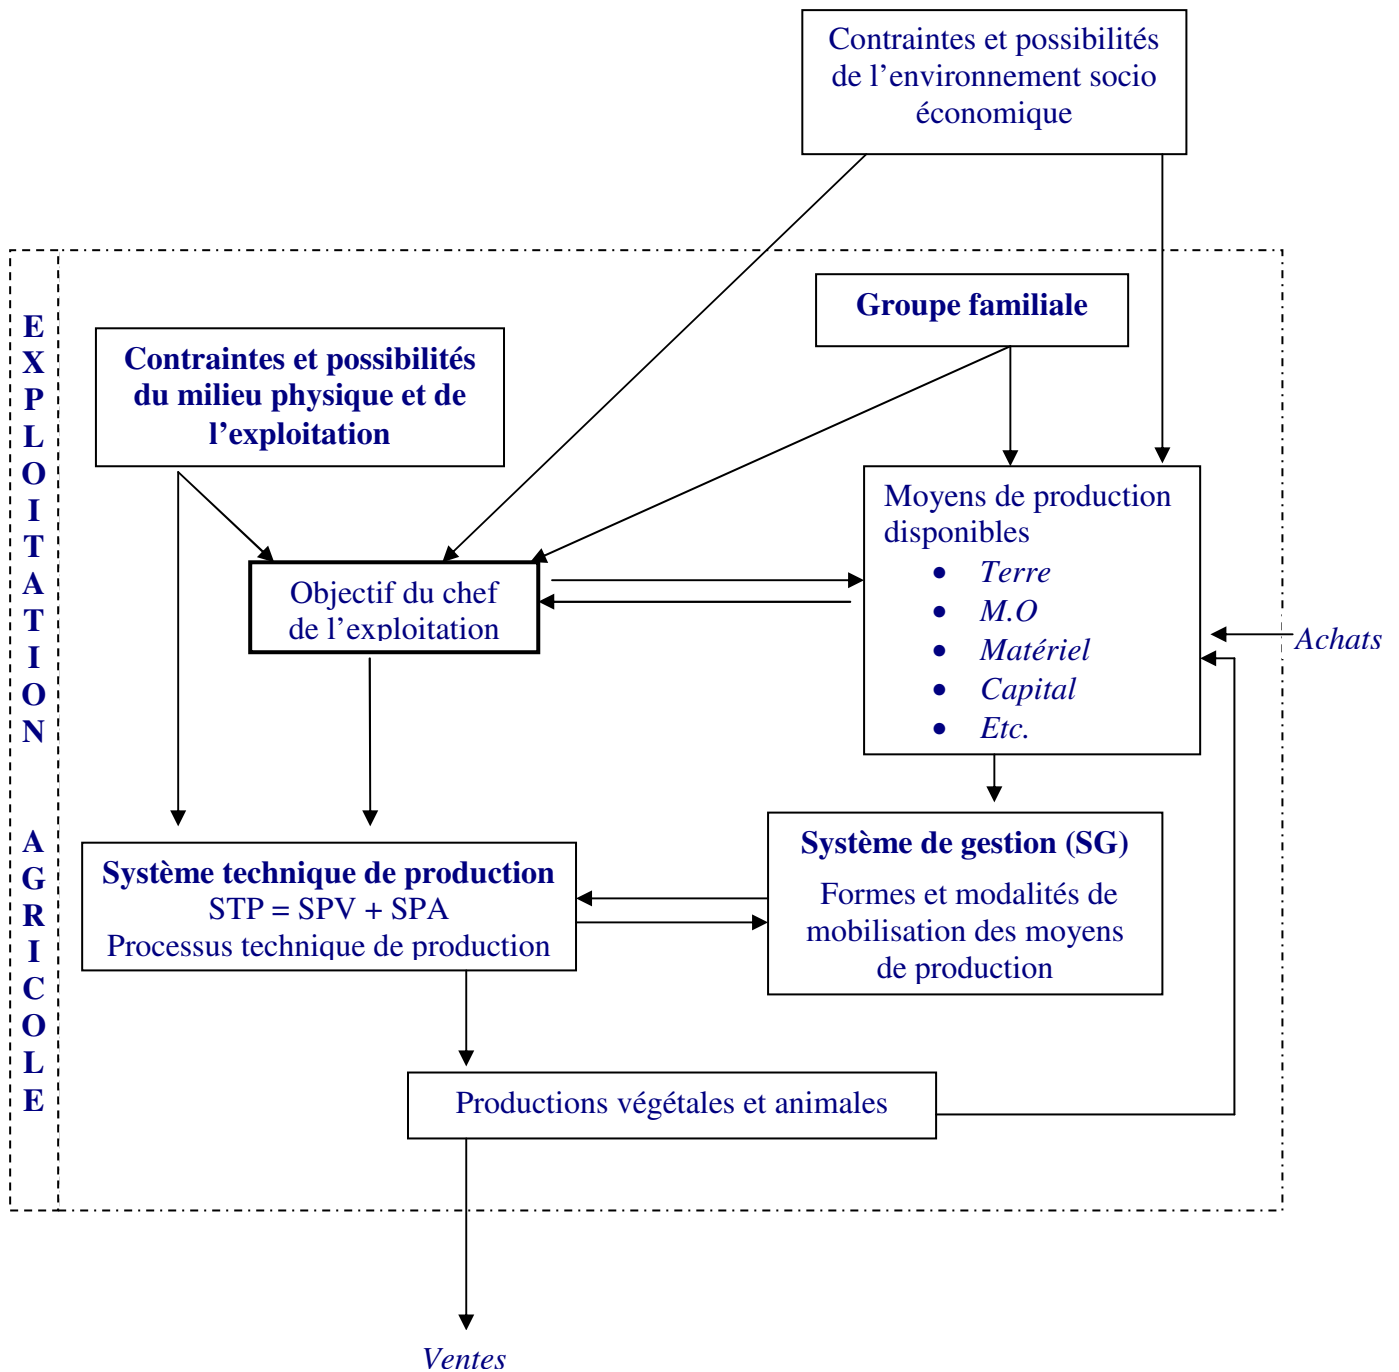 Contraintes et possibilités
de l'environnement socio
économique
EXPLOITATION AGRICOLE
Groupe familiale
Contraintes et possibilités
du milieu physique et de
l'exploitation
Moyens de production
disponibles
• Terre
• M.O
• Matériel
• Capital
• Etc.
Objectif du chef
de l'exploitation
Achats
Système technique de production
STP = SPV + SPA
Processus technique de production
Système de gestion (SG)
Formes et modalités de
mobilisation des moyens
de production
Productions végétales et animales
Ventes